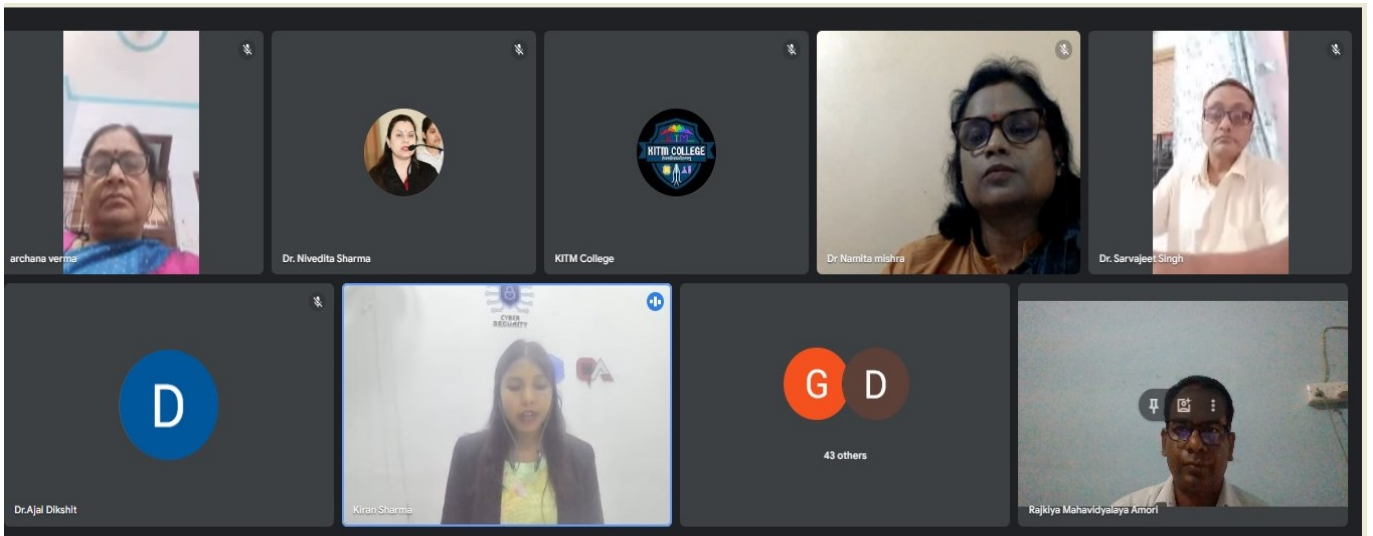 archana verma
Dr. Nivedita Sharma
KITM
KITM COLLEGE
KITM College
Dr Namita mishra
Dr. Sarvajeet Singh
D
Dr.Ajai Dikshit
CYBER
SECURITY
Kiran Sharma
G D
43 others
Rajkiya Mahavidyalaya Amori